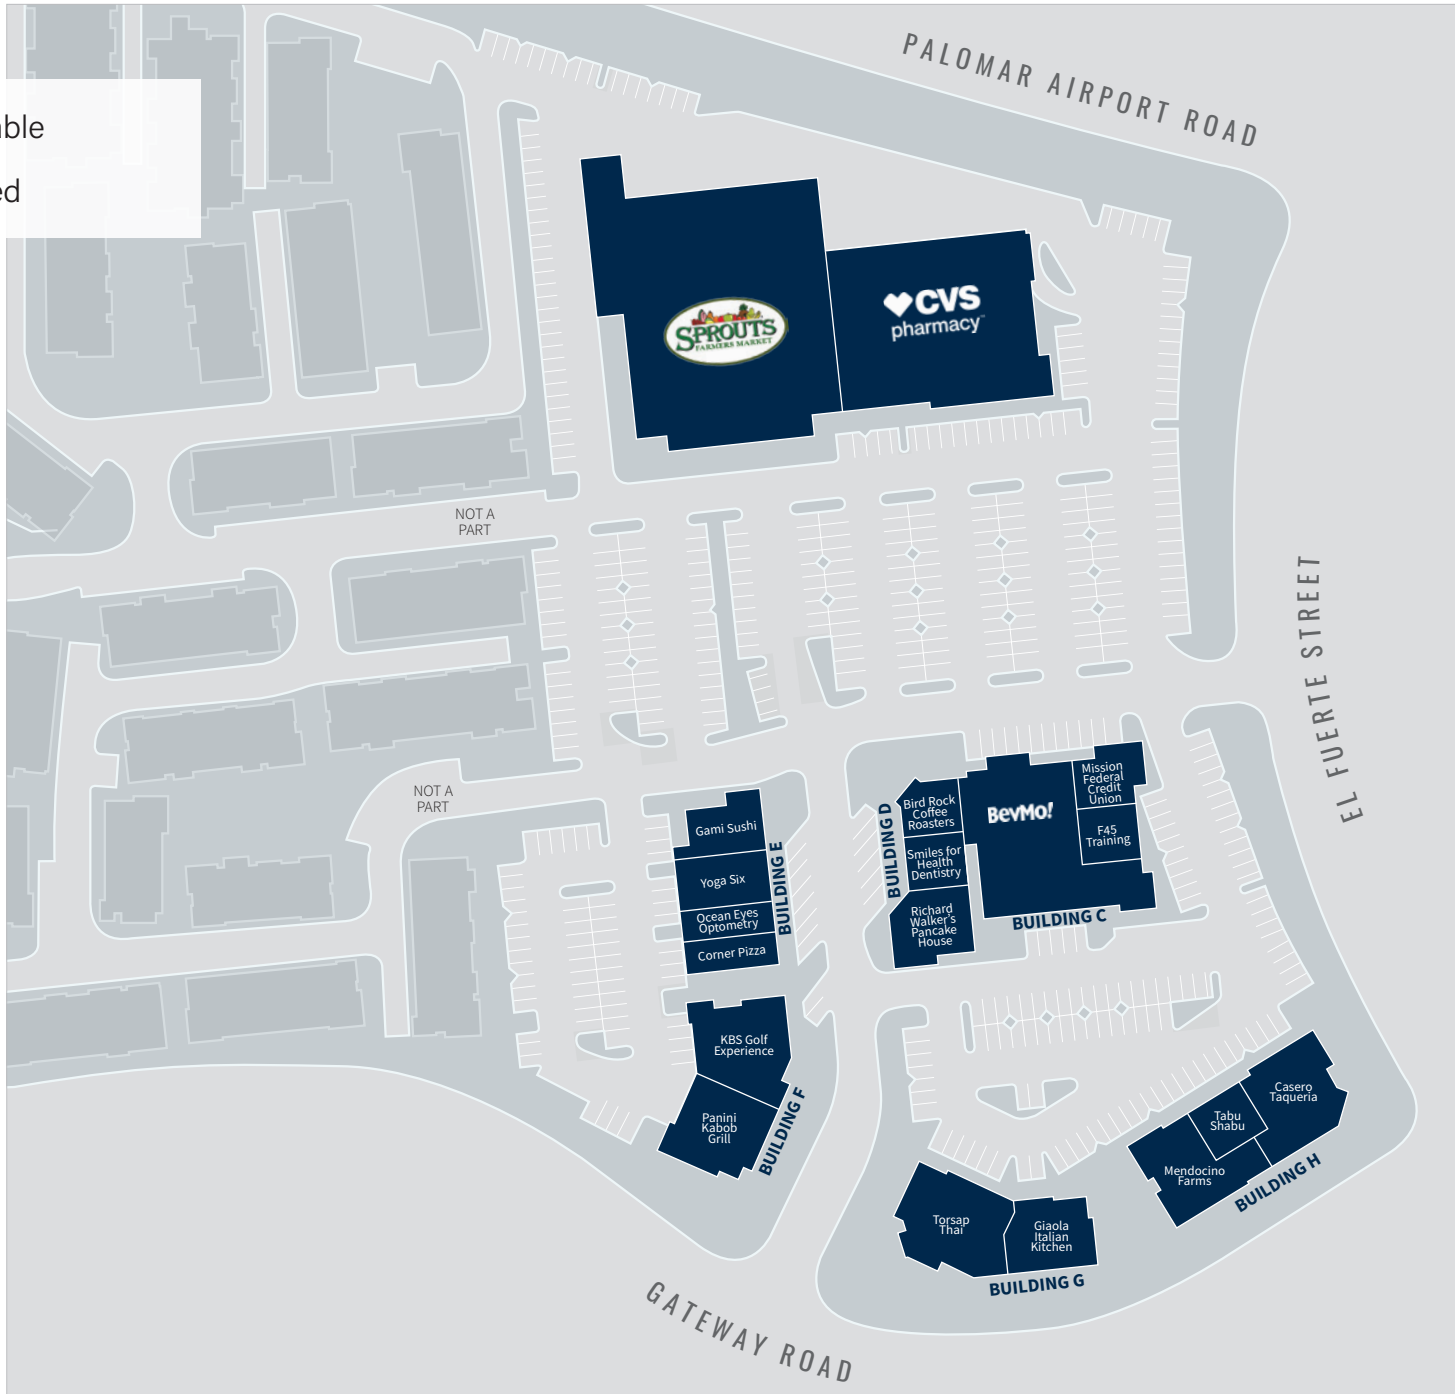 PALOMAR AIRPORT ROAD
SPROUTS
FARMERS MARKET
CVS
pharmacy
NOT A
PART
EL FUERTE STREET
NOT A
PART
Gami Sushi
Yoga Six
Ocean Eyes
Optometry
Corner Pizza
BUILDING E
BUILDING D
Bird Rock
Coffee
Roasters
Smiles for
Health
Dentistry
Richard
Walker's
Pancake
House
BevMo!
Mission
Federal
Credit
Union
F45
Training
BUILDING C
KBS Golf
Experience
Panini
Kabob
Grill
BUILDING F
Casero
Taqueria
Tabu
Shabu
Mendocino
Farms
BUILDING H
Torsap
Thai
Giaola
Italian
Kitchen
BUILDING G
GATEWAY ROAD